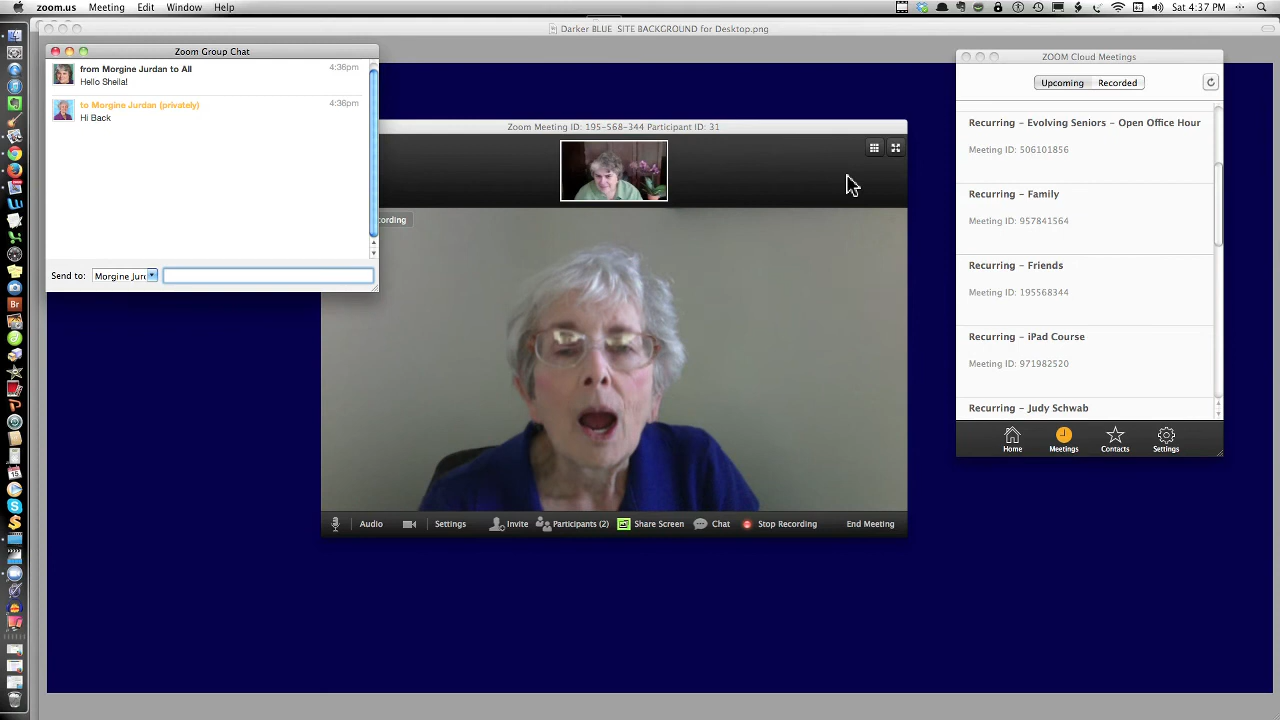 zoom.us Meeting Edit Window Help
Sat 4:37 PM
Darker BLUE SITE BACKGROUND for Desktop.png
Zoom Group Chat
from Morgine Jurdan to All 4:36pm
Hello Sheila!
to Morgine Jurdan (privately) 4:36pm
Hi Back
Send to: Morgine Jurd
Zoom Meeting ID: 195-568-344 Participant ID: 31
cording
Audio Settings Invite Participants (2) Share Screen Chat Stop Recording End Meeting
ZOOM Cloud Meetings
Upcoming Recorded
Recurring - Evolving Seniors - Open Office Hour
Meeting ID: 506101856
Recurring - Family
Meeting ID: 957841564
Recurring - Friends
Meeting ID: 195568344
Recurring - iPad Course
Meeting ID: 971982520
Recurring - Judy Schwab
Home Meetings Contacts Settings
Br